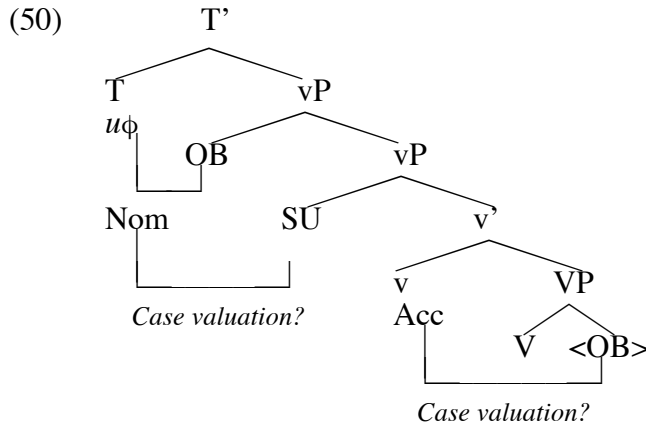 (50) T'
T vP
uϕ
OB vP
Nom SU v'
v VP
Case valuation?
Acc
V <OB>
Case valuation?